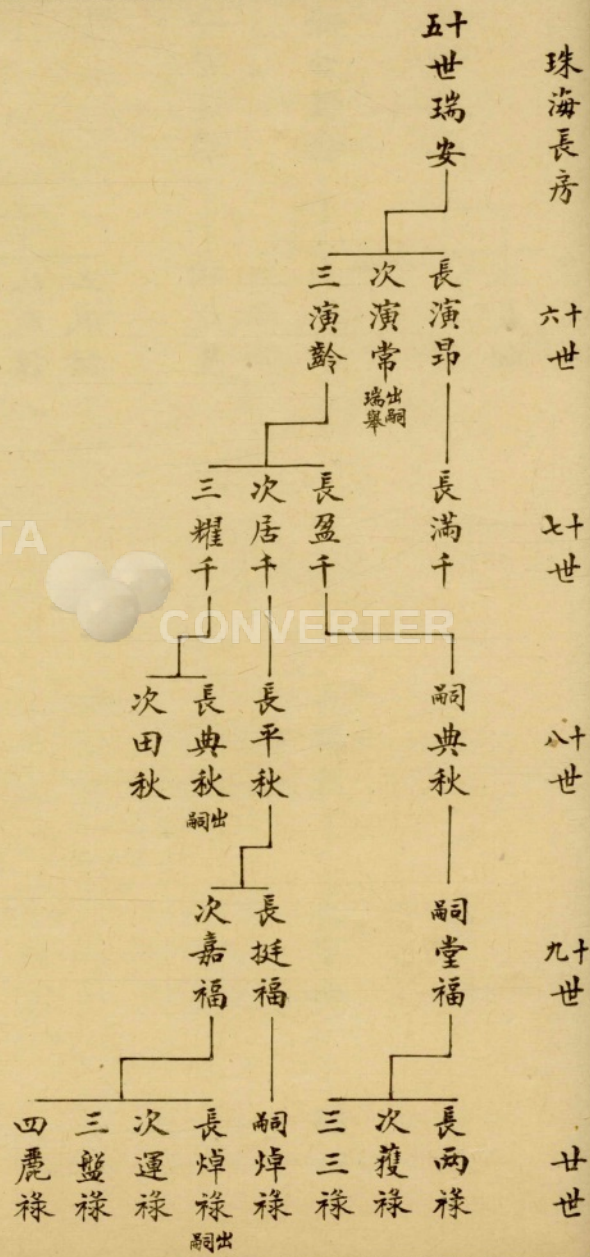 珠海長房
十五世瑞安
十六世
長演昂
次演常 出嗣瑞舉
三演齡
十七世
長滿千
長盈千
次居千
三耀千
十八世
嗣典秋
長平秋
長典秋 出嗣
次田秋
十九世
嗣堂福
長挺福
次嘉福
廿世
長両祿
次獲祿
三三祿
嗣焯祿
長焯祿 出嗣
次運祿
三盤祿
四麗祿
CONVERTER